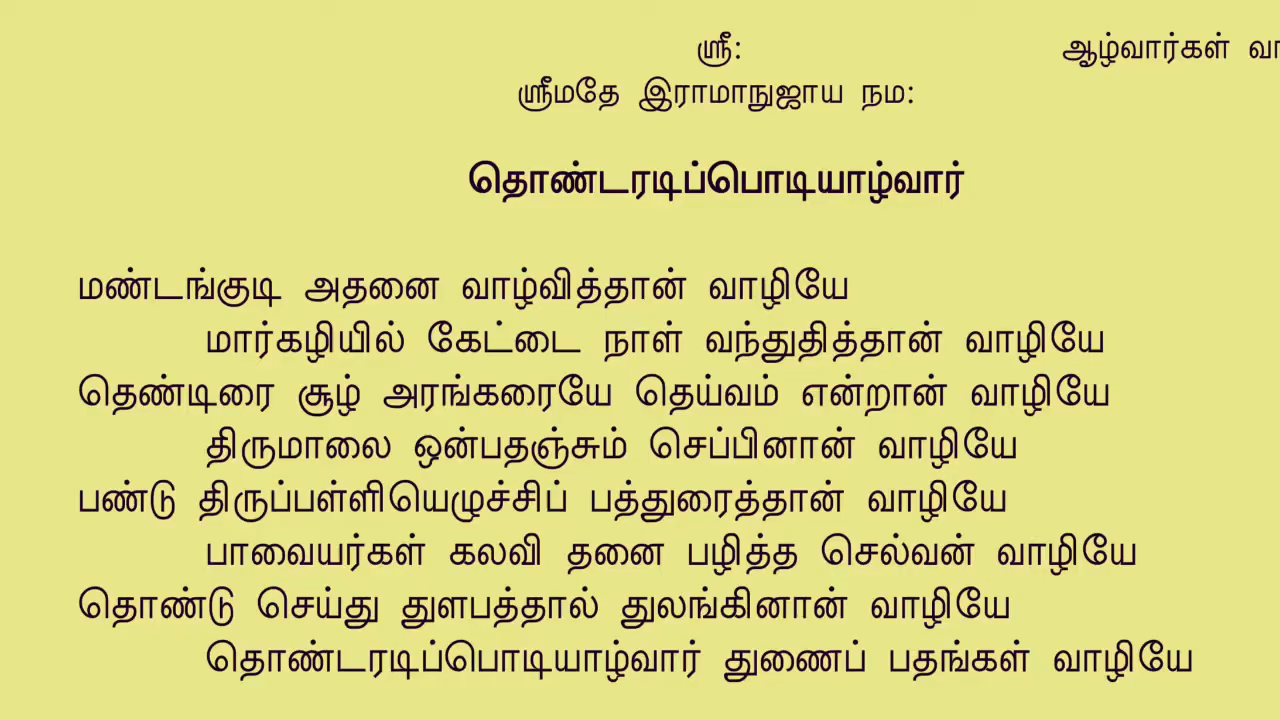 ஸ்ரீ:
ஆழ்வார்கள்
ஸ்ரீமதே இராமாநுஜாய நம:
தொண்டரடிப்பொடியாழ்வார்
மண்டங்குடி அதனை வாழ்வித்தான் வாழியே
மார்கழியில் கேட்டை நாள் வந்துதித்தான் வாழியே
தெண்டிரை சூழ் அரங்கரையே தெய்வம் என்றான் வாழியே
திருமாலை ஒன்பதஞ்சும் செப்பினான் வாழியே
பண்டு திருப்பள்ளியெழுச்சிப் பத்துரைத்தான் வாழியே
பாவையர்கள் கலவி தனை பழித்த செல்வன் வாழியே
தொண்டு செய்து துளபத்தால் துலங்கினான் வாழியே
தொண்டரடிப்பொடியாழ்வார் துணைப் பதங்கள் வாழியே